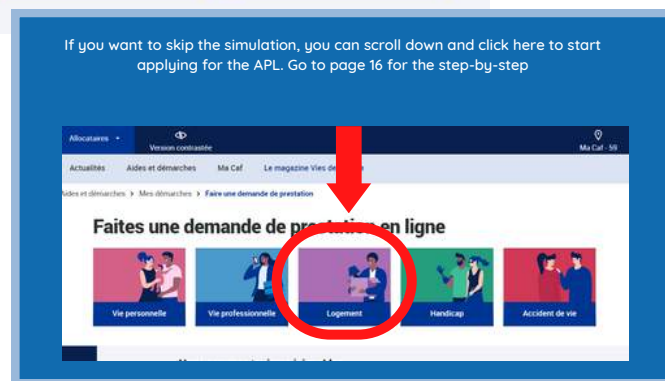 If you want to skip the simulation, you can scroll down and click here to start
applying for the APL. Go to page 16 for the step-by-step
Allocataires
Version contrastée
Ma Caf - 59
Actualités Aides et démarches Ma Caf Le magazine Vies de
Aides et démarches > Mes démarches > Faire une demande de prestation
Faites une demande de prestation en ligne
Vie personnelle Vie professionnelle Logement Handicap Accident de vie